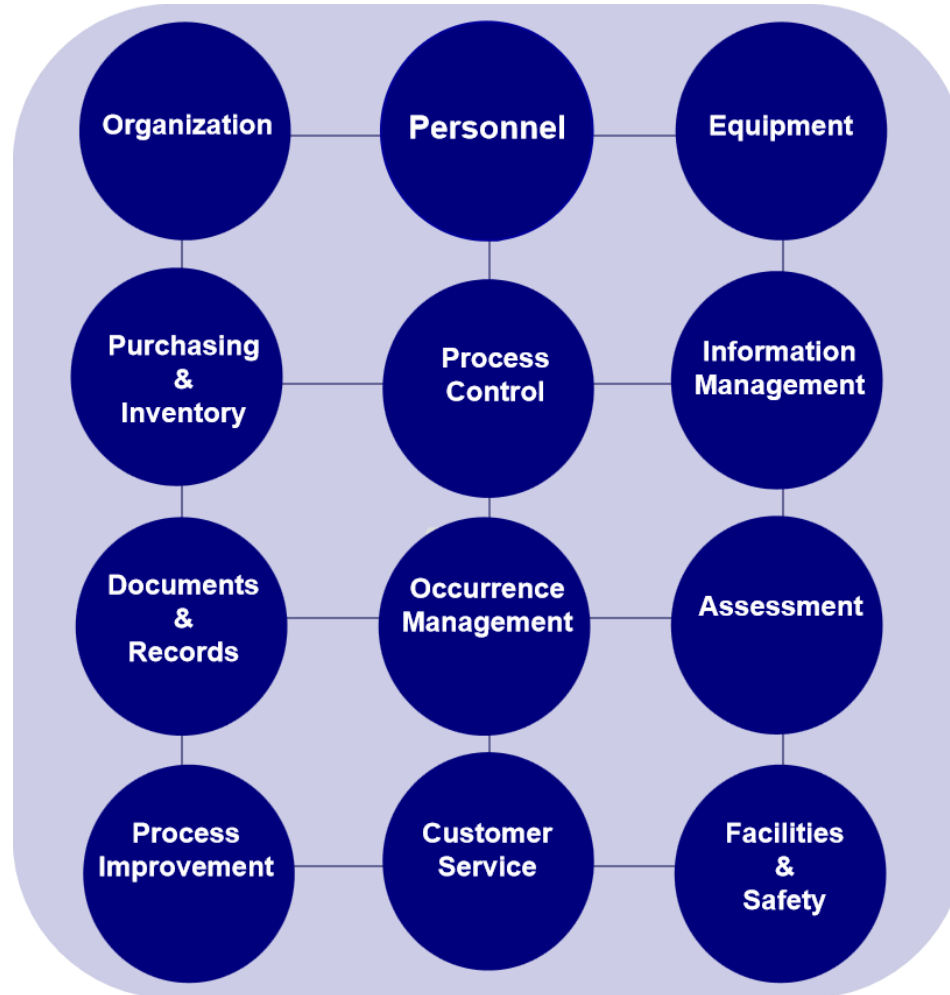 Organization
Personnel
Equipment
Purchasing
&
Inventory
Process
Control
Information
Management
Documents
&
Records
Occurrence
Management
Assessment
Process
Improvement
Customer
Service
Facilities
&
Safety